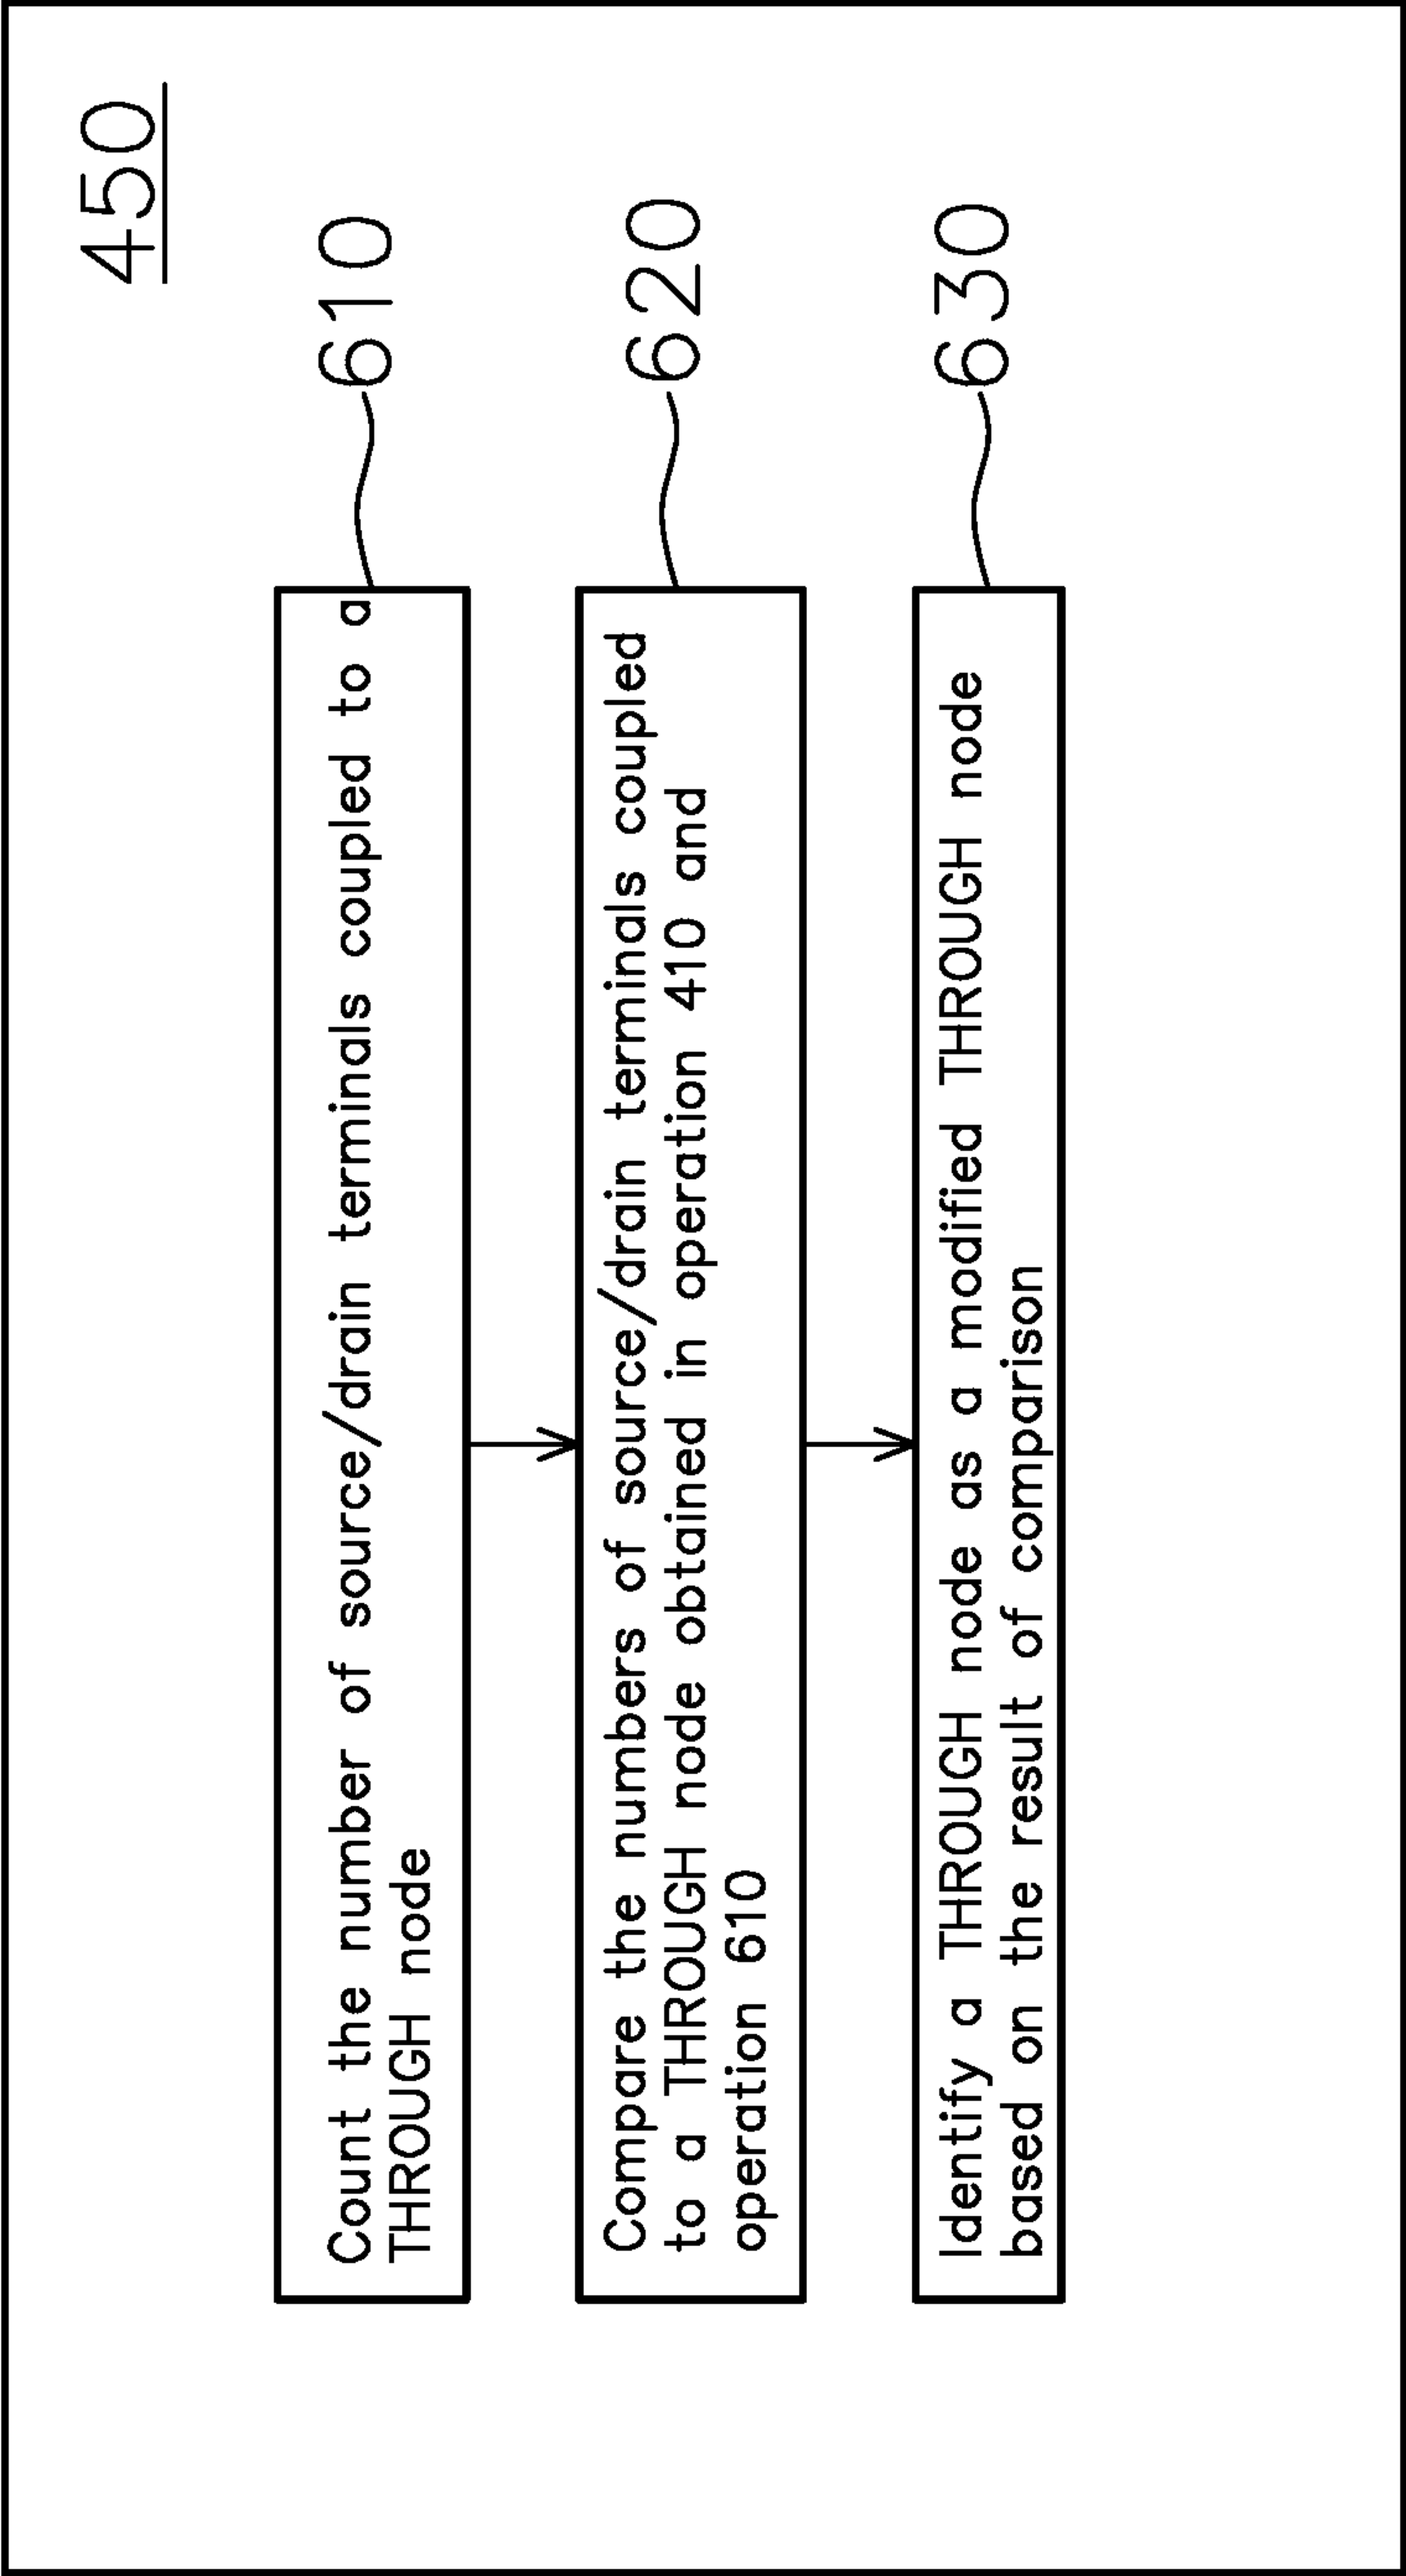 450
Count the number of source/drain terminals coupled to a
THROUGH node
610
Compare the numbers of source/drain terminals coupled
to a THROUGH node obtained in operation 410 and
operation 610
620
Identify a THROUGH node as a modified THROUGH node
based on the result of comparison
630